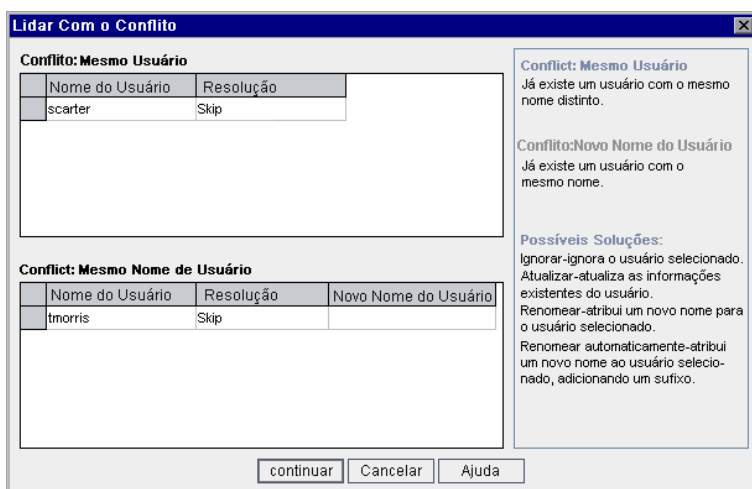 Lidar Com o Conflito
Conflito: Mesmo Usuário
Nome do Usuário Resolução
scarter Skip
Conflict: Mesmo Nome de Usuário
Nome do Usuário Resolução Novo Nome do Usuário
tmorris Skip
Conflict: Mesmo Usuário
Já existe um usuário com o mesmo
nome distinto.
Conflito:Novo Nome do Usuário
Já existe um usuário com o
mesmo nome.
Possíveis Soluções:
Ignorar-ignora o usuário selecionado.
Atualizar-atualiza as informações
existentes do usuário.
Renomear-atribui um novo nome para
o usuário selecionado.
Renomear automaticamente-atribui
um novo nome ao usuário selecio-
nado, adicionando um sufixo.
continuar Cancelar Ajuda